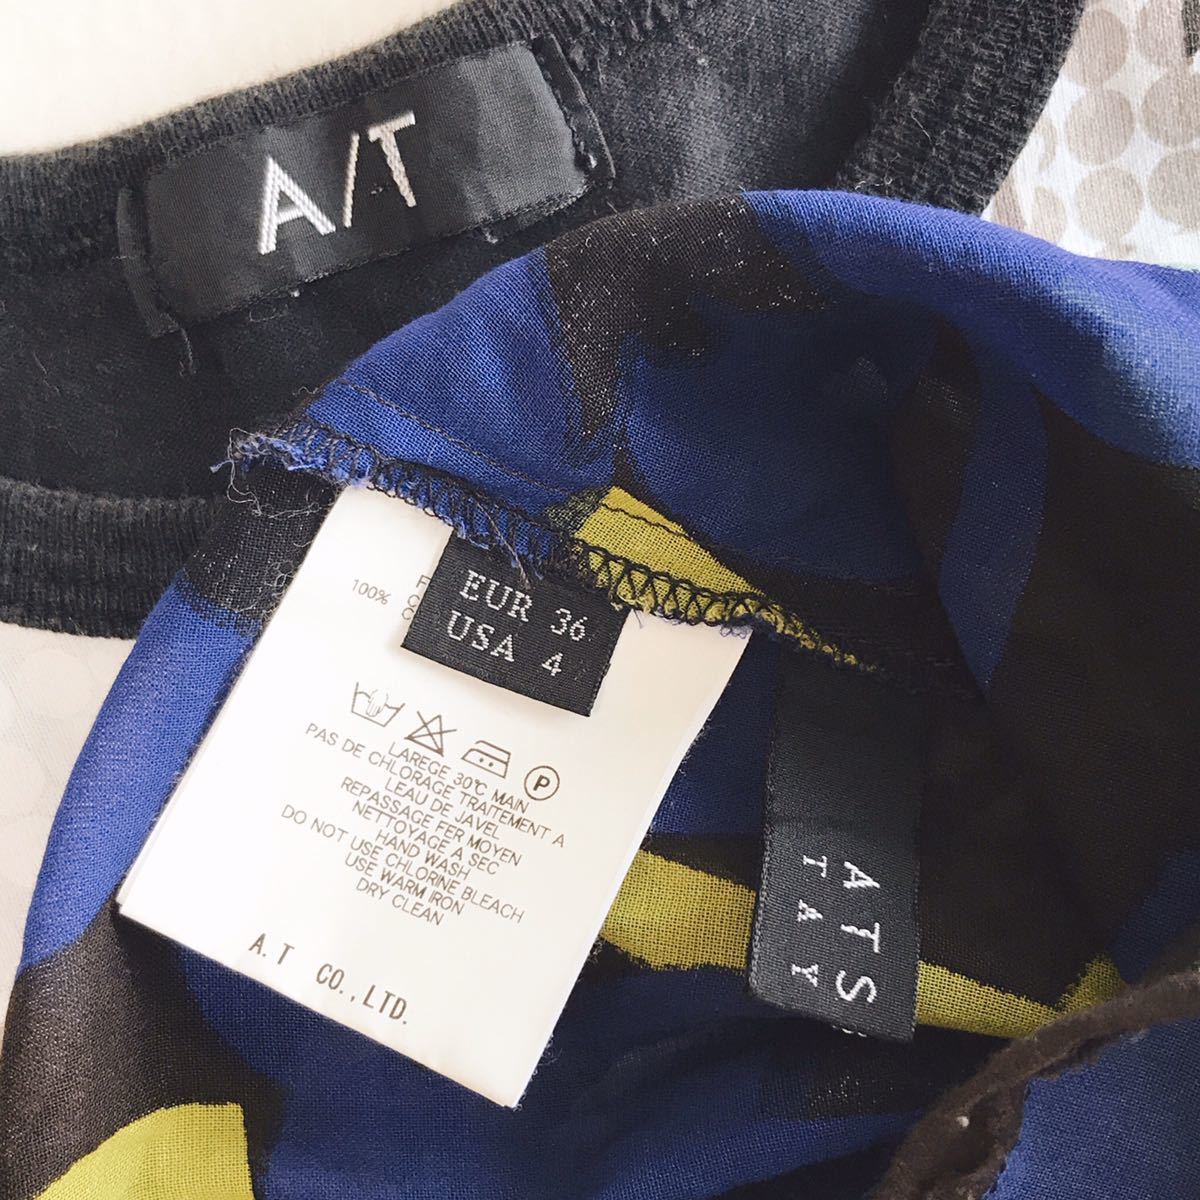 A/T
EUR 36
USA 4
100%
LAREGE 30°C MAIN
PAS DE CHLORAGE TRAITEMENT A
LEAU DE JAVEL
REPASSAGE FER MOYEN
NETTOYAGE A SEC
HAND WASH
DO NOT USE CHLORINE BLEACH
USE WARM IRON
DRY CLEAN
P
A.T CO.,LTD.
ATS
TAY